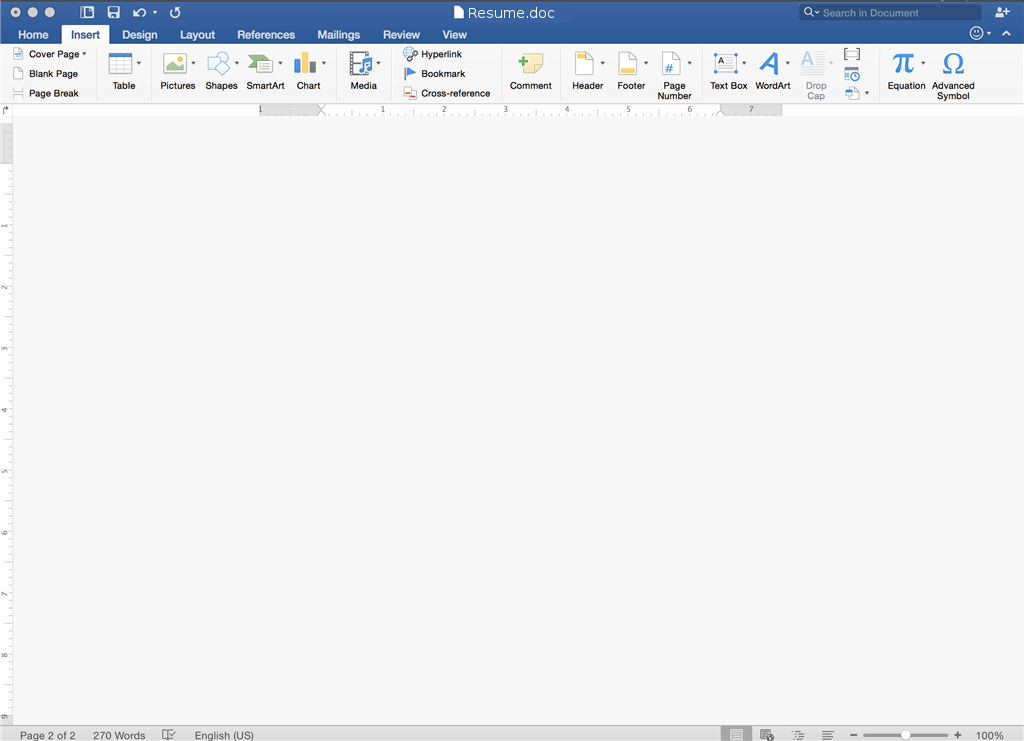 Resume.doc
Search in Document
Home Insert Design Layout References Mailings Review View
Cover Page
Blank Page
Page Break
Table
Pictures
Shapes
SmartArt
Chart
Media
Hyperlink
Bookmark
Cross-reference
Comment
Header
Footer
Page
Number
Text Box
WordArt
Drop
Cap
Equation
Advanced
Symbol
1 1 2 3 4 5 6 7
1
2
3
4
5
6
7
8
9
Page 2 of 2 270 Words English (US) 100%